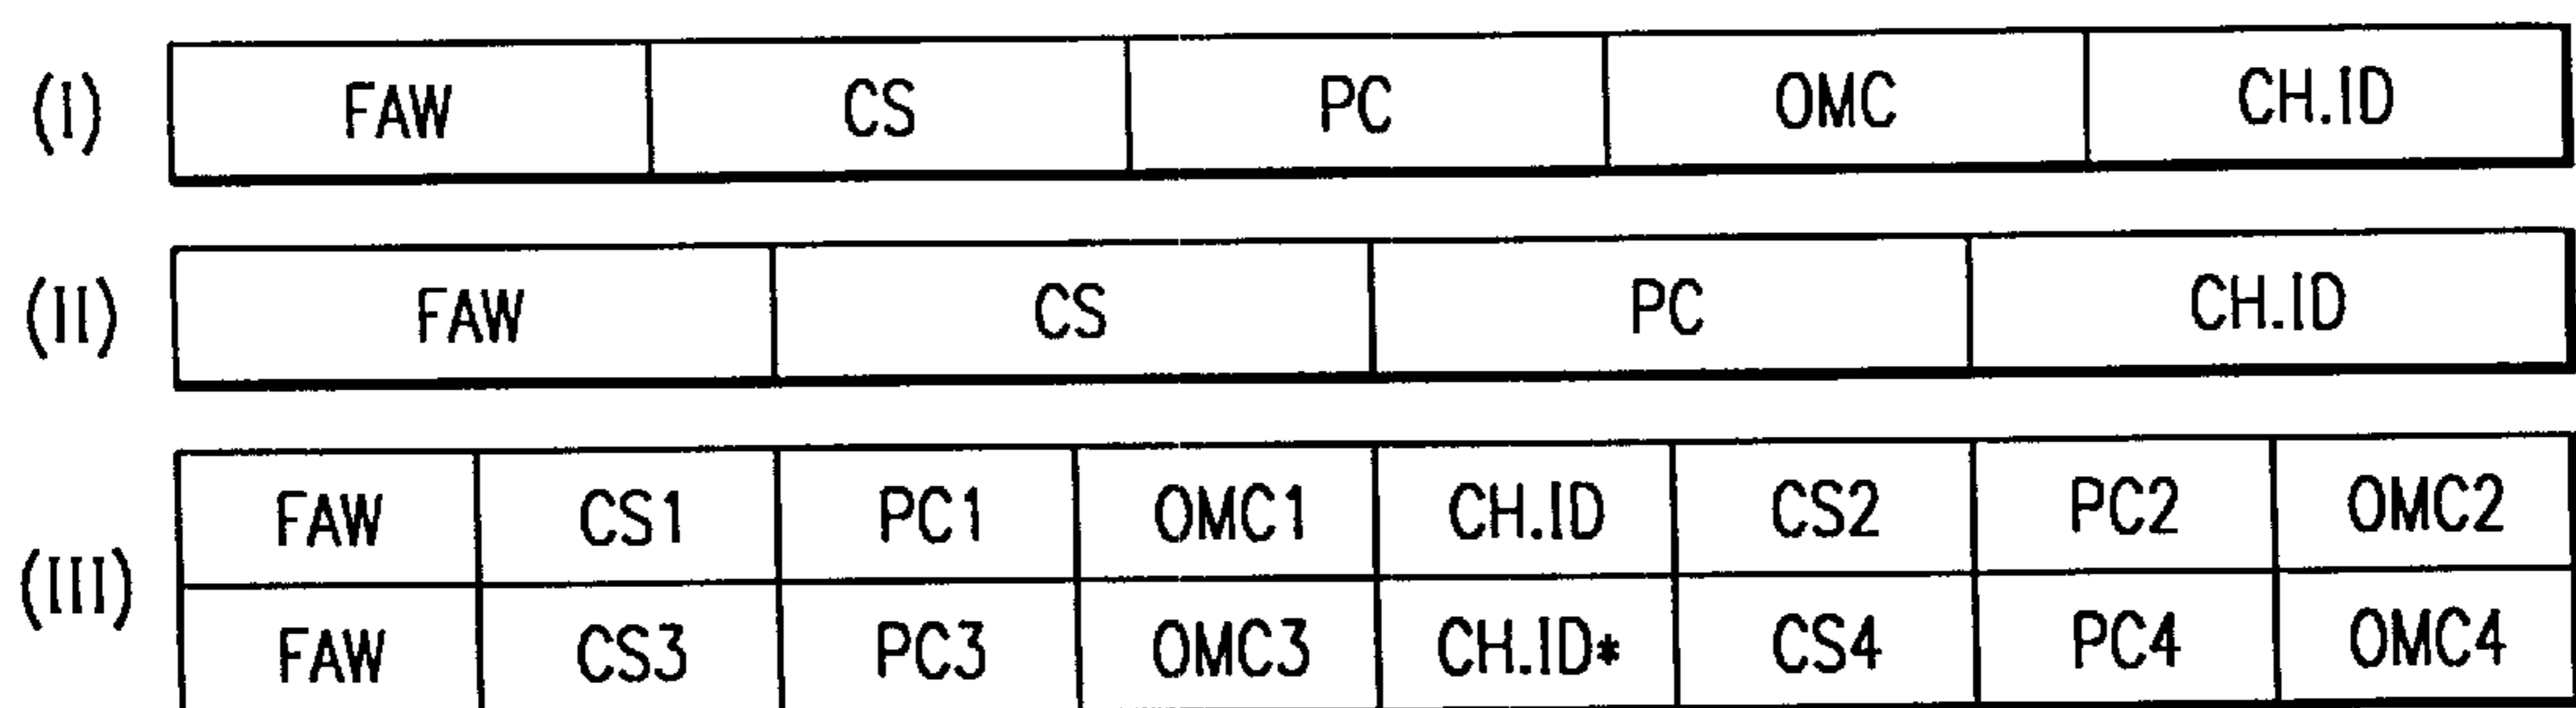 (I) FAW CS PC OMC CH.ID
(II) FAW CS PC CH.ID
(III)
FAW CS1 PC1 OMC1 CH.ID CS2 PC2 OMC2
FAW CS3 PC3 OMC3 CH.ID* CS4 PC4 OMC4